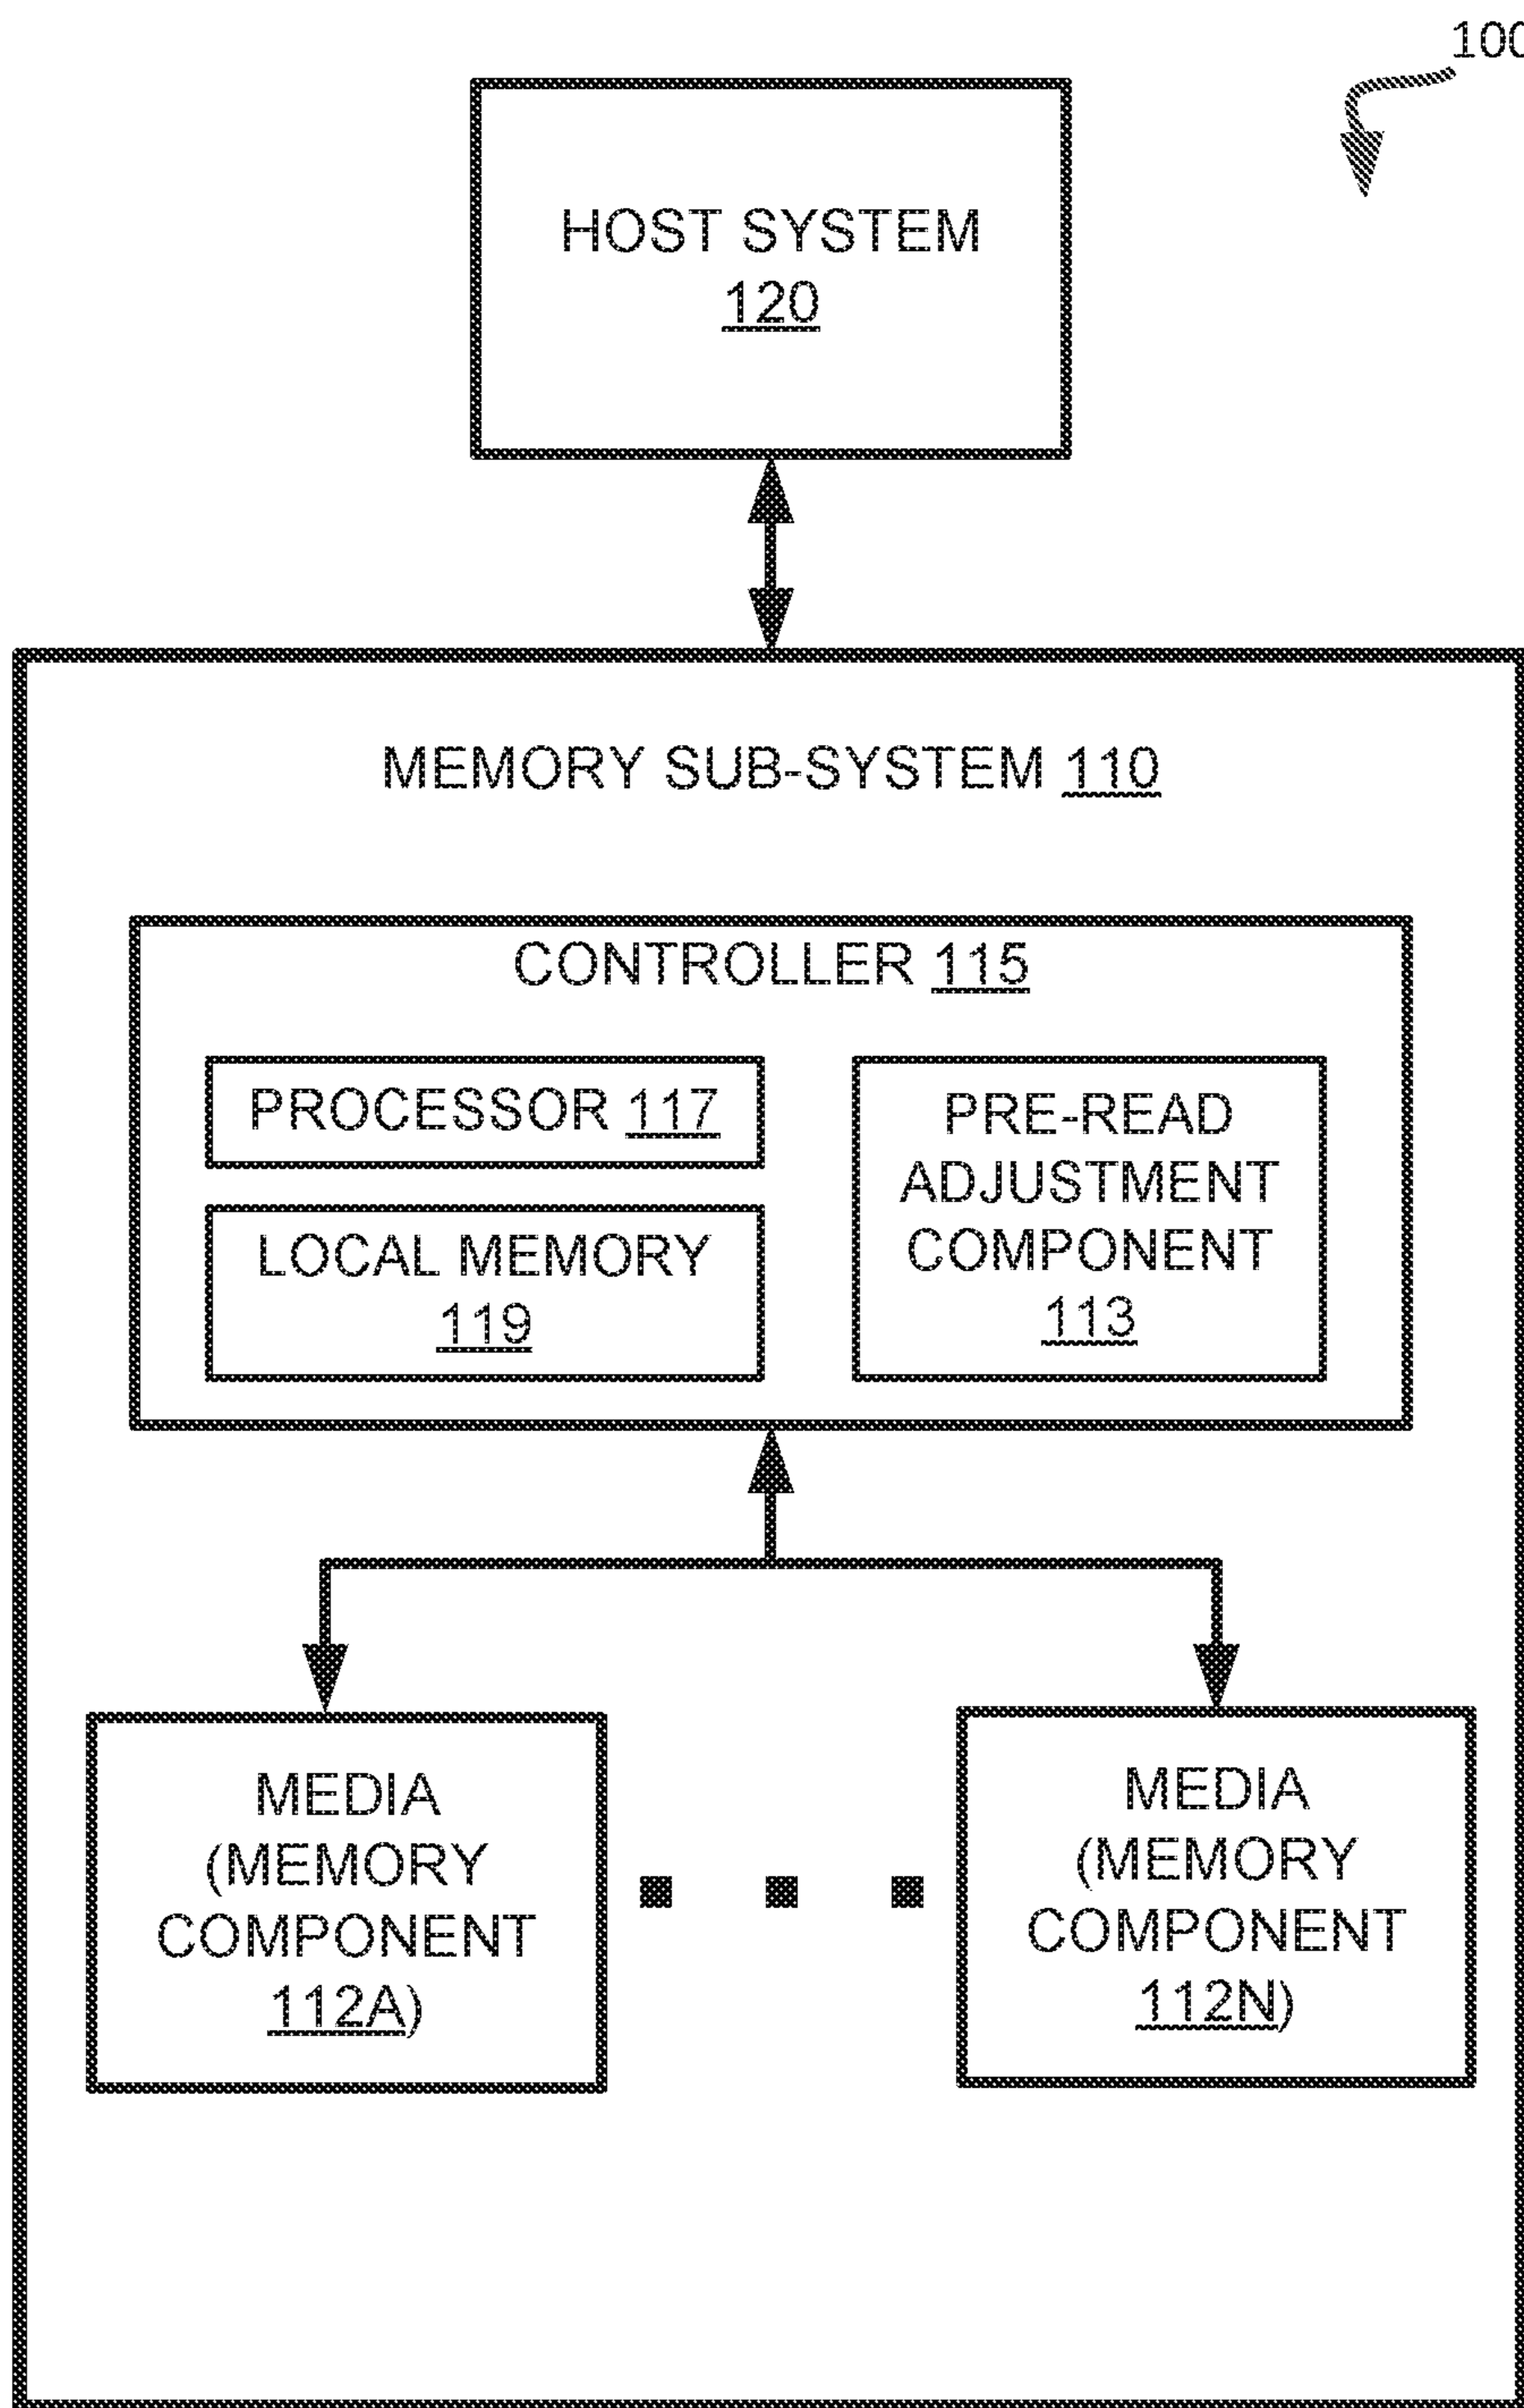 100
HOST SYSTEM
120
MEMORY SUB-SYSTEM 110
CONTROLLER 115
PROCESSOR 117
LOCAL MEMORY
119
PRE-READ
ADJUSTMENT
COMPONENT
113
MEDIA
(MEMORY
COMPONENT
112A)
MEDIA
(MEMORY
COMPONENT
112N)